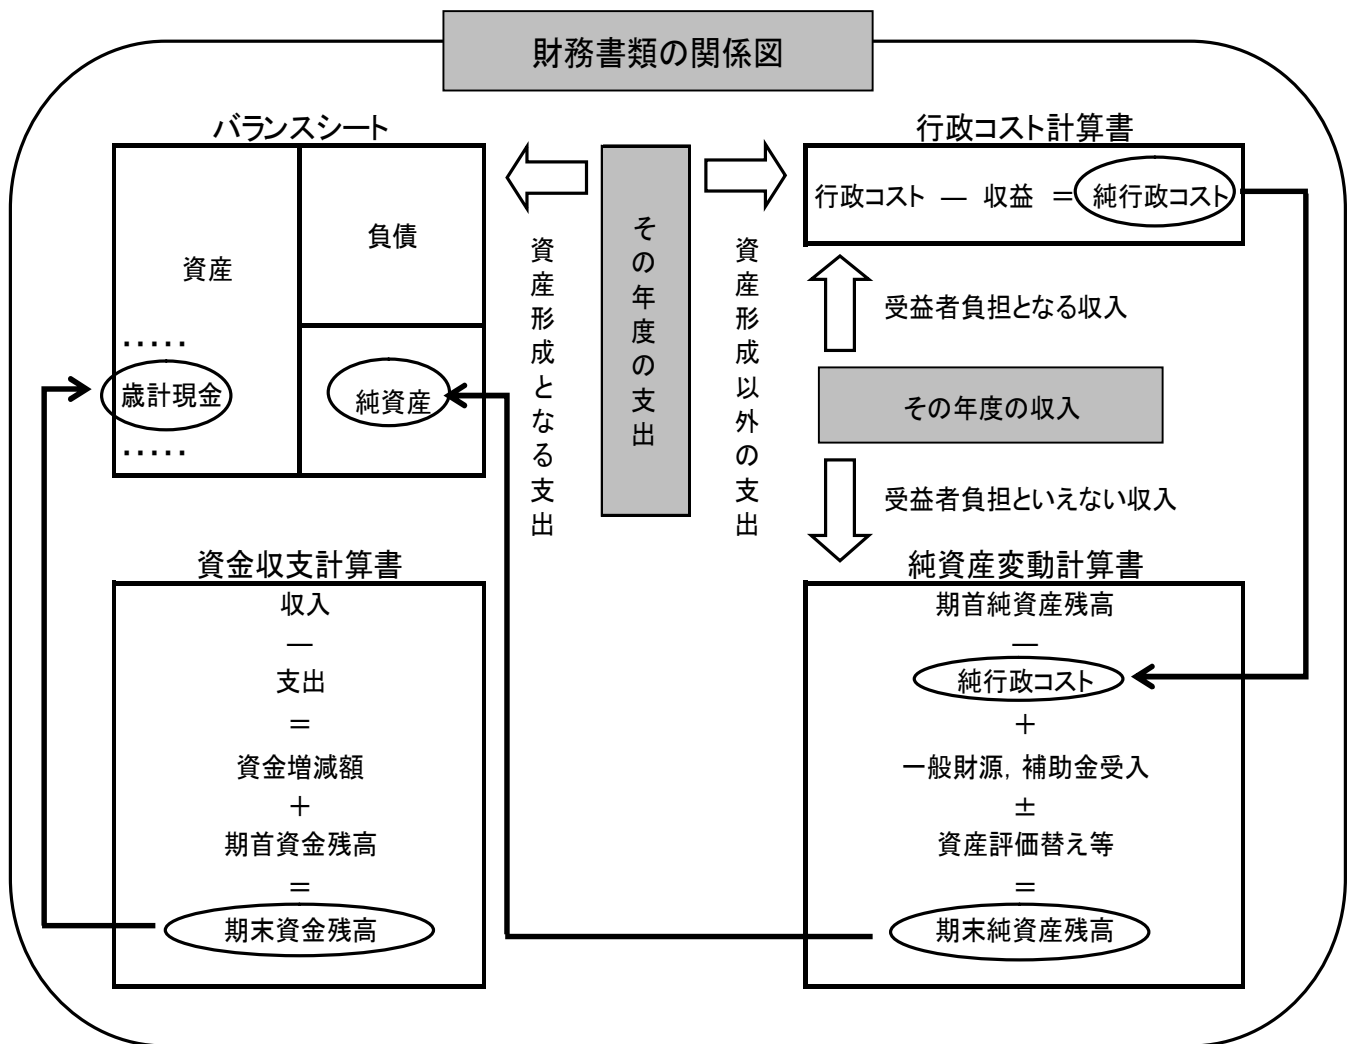 財務書類の関係図
バランスシート
資産
負債
‥‥‥
歳計現金
‥‥‥
純資産
資産形成となる支出
その年度の支出
資産形成以外の支出
行政コスト計算書
行政コスト ― 収益 = 純行政コスト
受益者負担となる収入
その年度の収入
受益者負担といえない収入
資金収支計算書
収入
―
支出
=
資金増減額
+
期首資金残高
=
期末資金残高
純資産変動計算書
期首純資産残高
―
純行政コスト
+
一般財源, 補助金受入
±
資産評価替え等
=
期末純資産残高